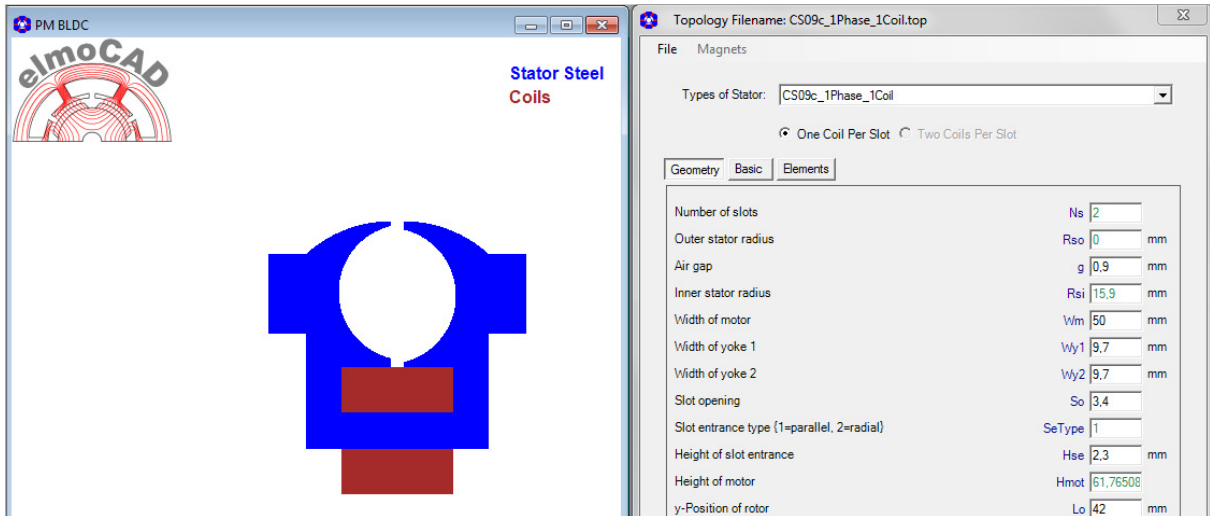 PM BLDC
elmoCAD
Stator Steel
Coils
Topology Filename: CS09c_1Phase_1Coil.top
File Magnets
Types of Stator: CS09c_1Phase_1Coil
One Coil Per Slot Two Coils Per Slot
Geometry Basic Elements
Number of slots Ns 2
Outer stator radius Rso 0 mm
Air gap g 0,9 mm
Inner stator radius Rsi 15,9 mm
Width of motor Wm 50 mm
Width of yoke 1 Wy1 9,7 mm
Width of yoke 2 Wy2 9,7 mm
Slot opening So 3,4 mm
Slot entrance type {1=parallel, 2=radial} SeType 1
Height of slot entrance Hse 2,3 mm
Height of motor Hmot 61,76508 mm
y-Position of rotor Lo 42 mm